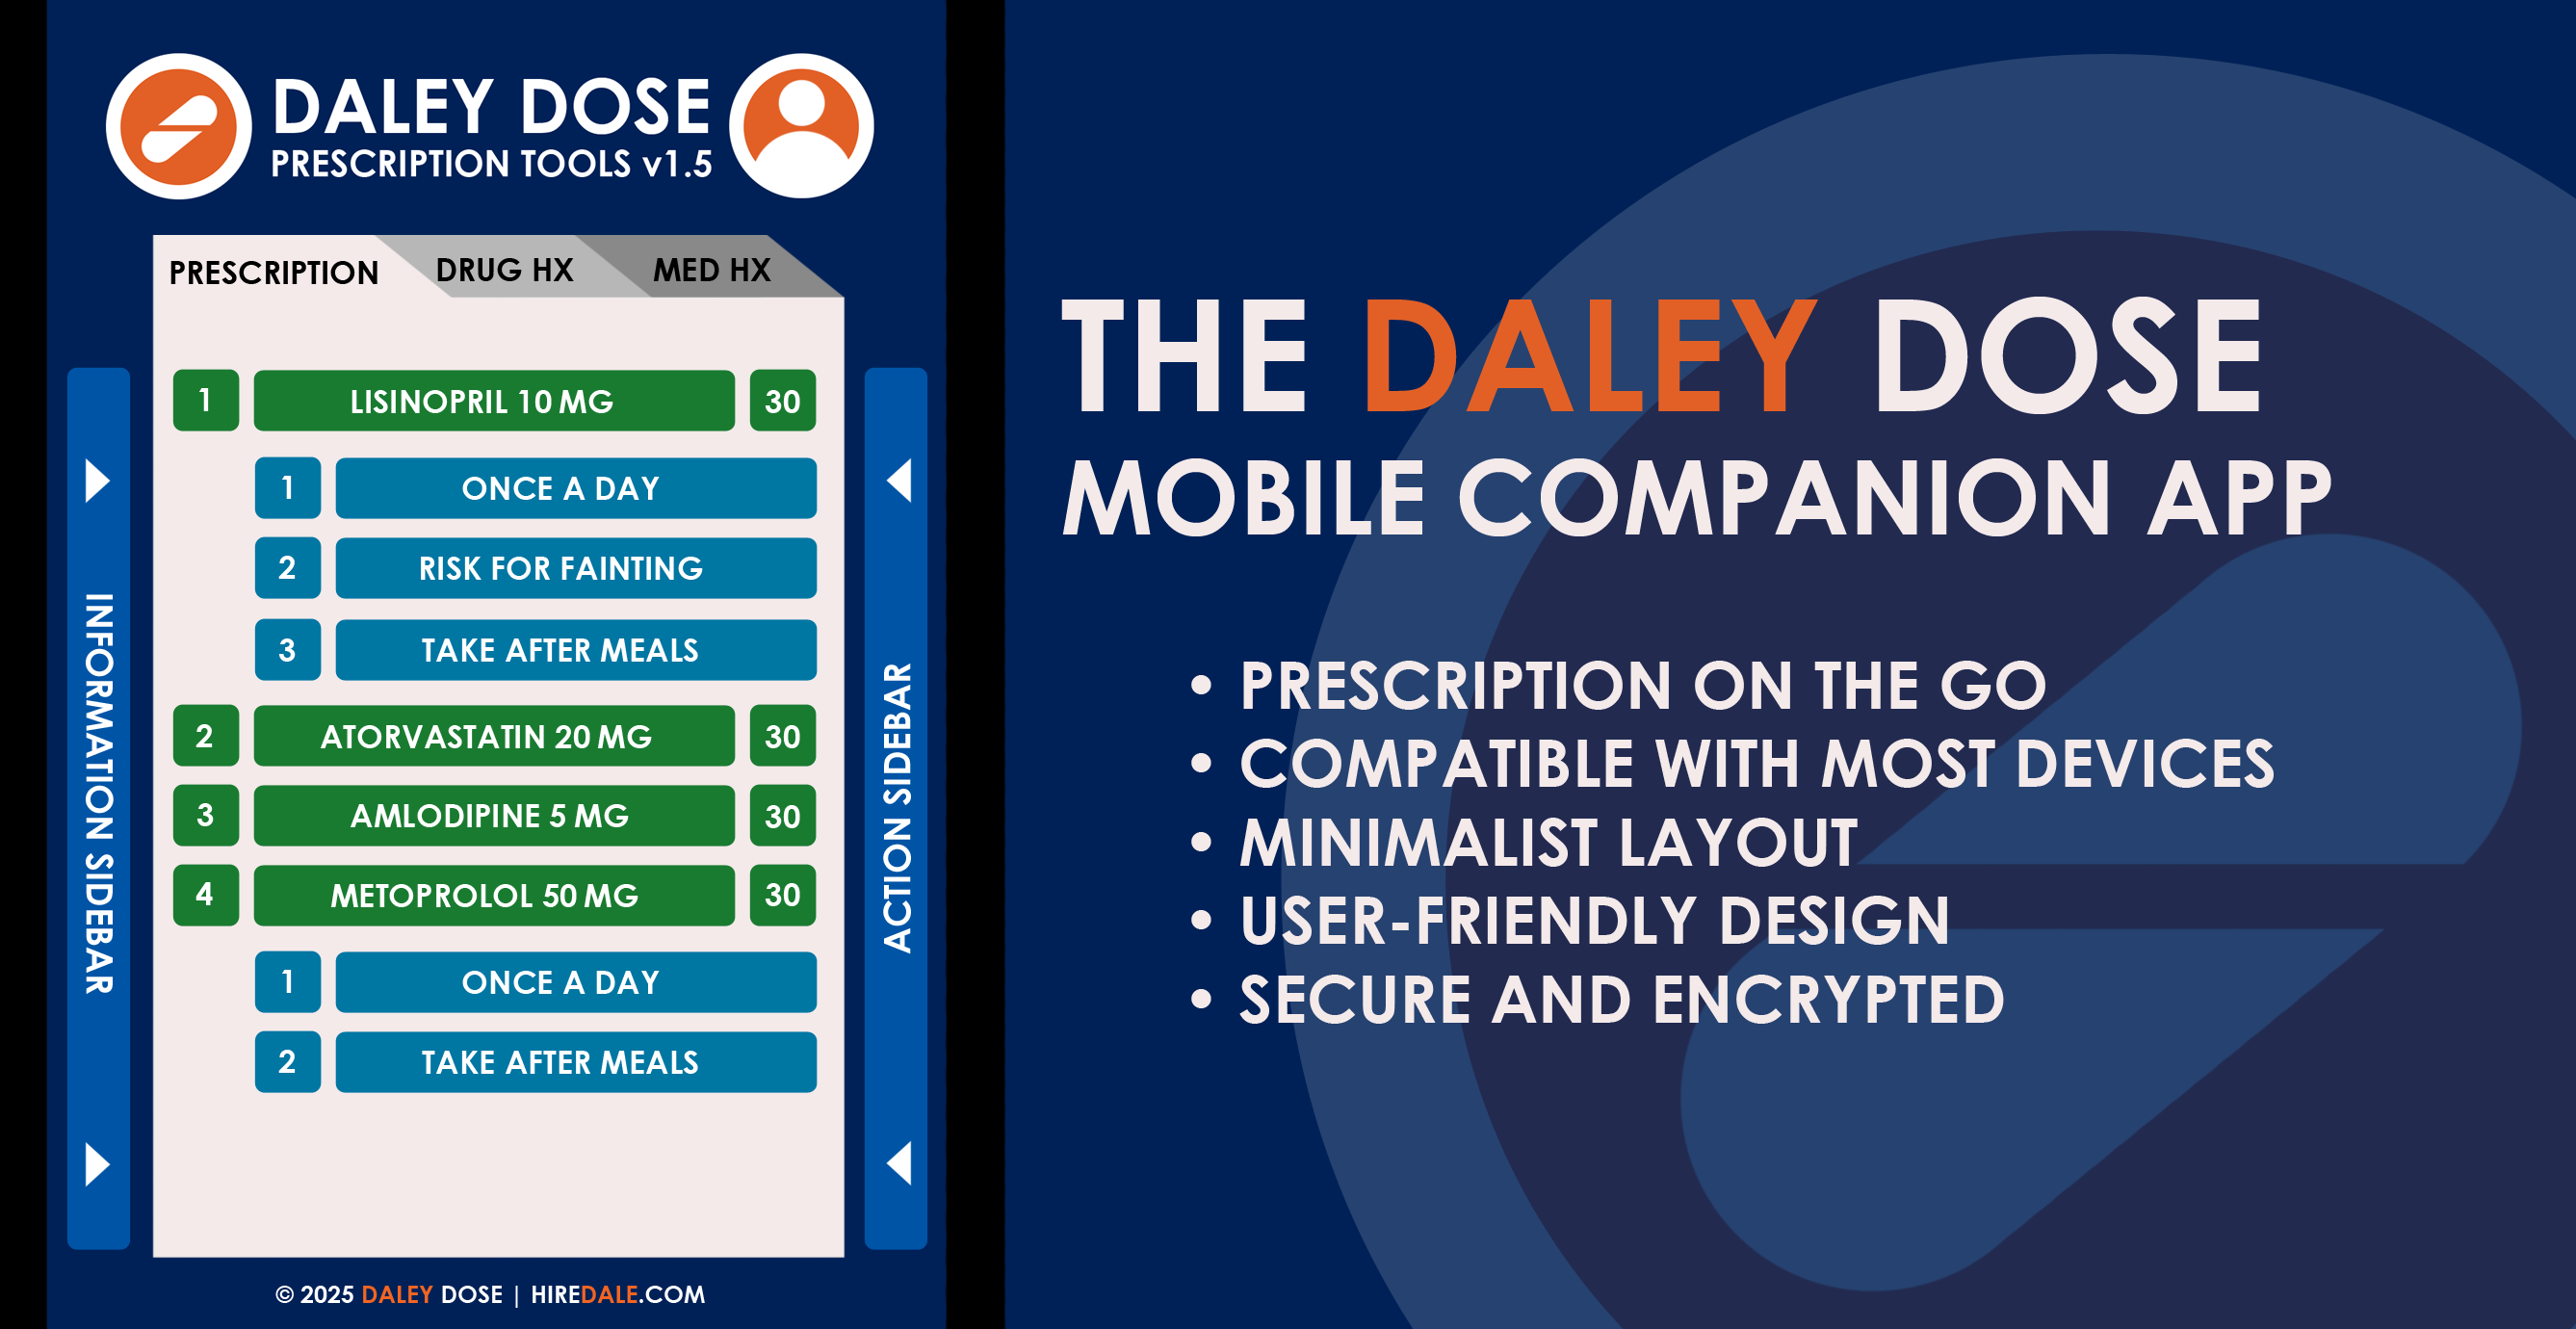 DALEY DOSE
PRESCRIPTION TOOLS v1.5
PRESCRIPTION
DRUG HX
MED HX
1
LISINOPRIL 10 MG
30
1
ONCE A DAY
2
RISK FOR FAINTING
3
TAKE AFTER MEALS
2
ATORVASTATIN 20 MG
30
3
AMLODIPINE 5 MG
30
4
METOPROLOL 50 MG
30
1
ONCE A DAY
2
TAKE AFTER MEALS
INFORMATION SIDEBAR
ACTION SIDEBAR
© 2025 DALEY DOSE | HIREDALE.COM
THE DALEY DOSE
MOBILE COMPANION APP
• PRESCRIPTION ON THE GO
• COMPATIBLE WITH MOST DEVICES
• MINIMALIST LAYOUT
• USER-FRIENDLY DESIGN
• SECURE AND ENCRYPTED